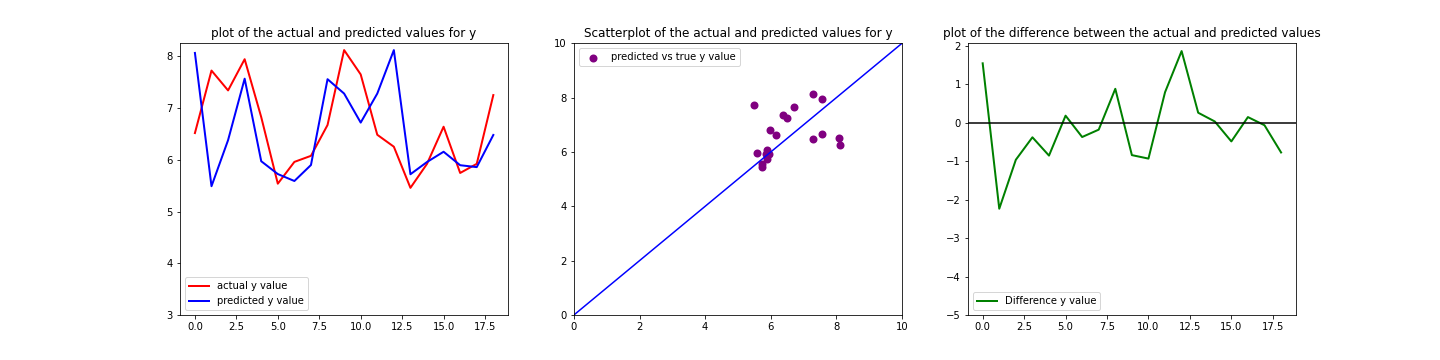 plot of the actual and predicted values for y
8
7
6
5
4
3
0.0 2.5 5.0 7.5 10.0 12.5 15.0 17.5
actual y value
predicted y value
Scatterplot of the actual and predicted values for y
10
8
6
4
2
0
0 2 4 6 8 10
predicted vs true y value
plot of the difference between the actual and predicted values
2
1
0
−1
−2
−3
−4
−5
0.0 2.5 5.0 7.5 10.0 12.5 15.0 17.5
Difference y value